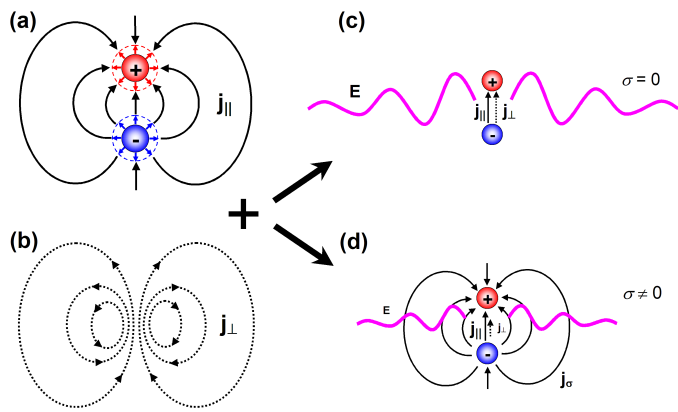 (a)
+
-
j||
(b)
j⊥
+
(c)
E
+
-
j||
j⊥
σ = 0
(d)
E
+
-
j||
j⊥
jσ
σ ≠ 0